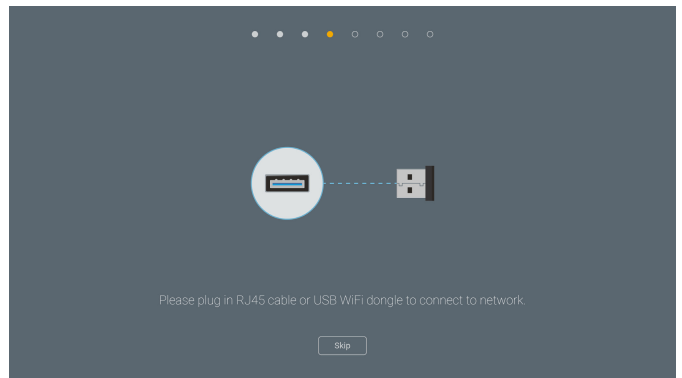 Please plug in RJ45 cable or USB WiFi dongle to connect to network.
Skip